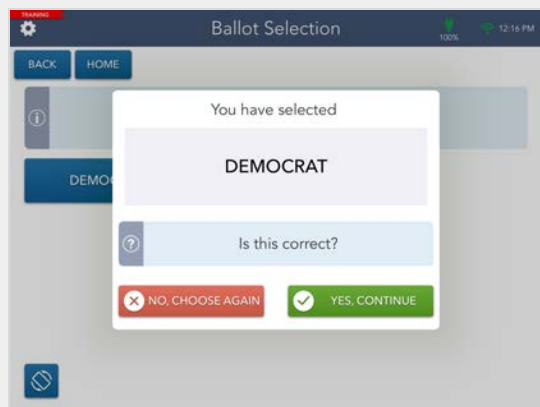 TRAINING
Ballot Selection
100%
12:16 PM
BACK
HOME
You have selected
DEMOCRAT
DEMO
Is this correct?
NO, CHOOSE AGAIN
YES, CONTINUE